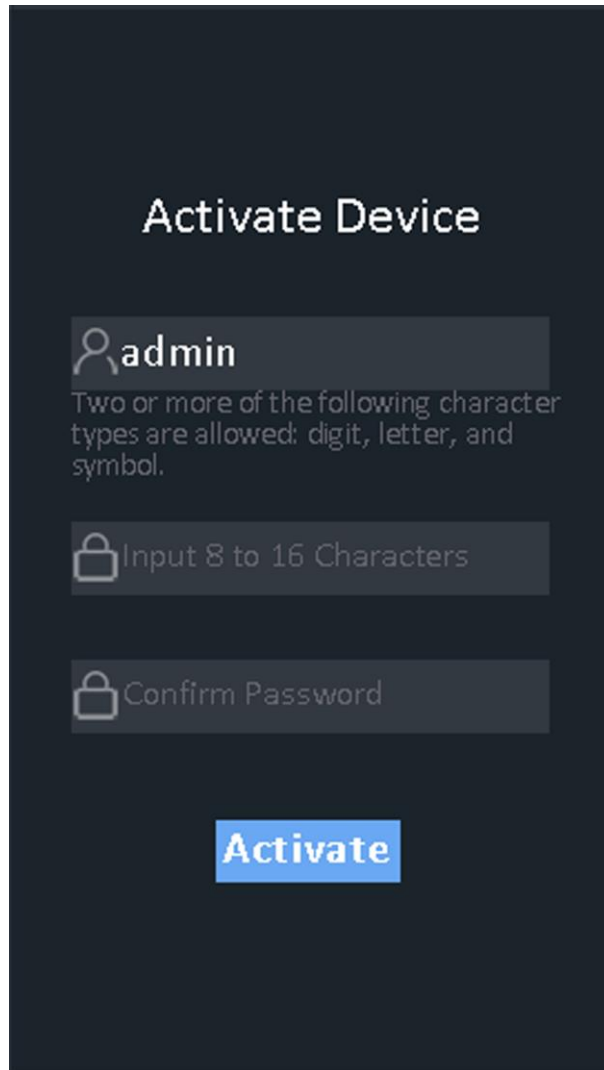 Activate Device
admin
Two or more of the following character
types are allowed: digit, letter, and
symbol.
Input 8 to 16 Characters
Confirm Password
Activate